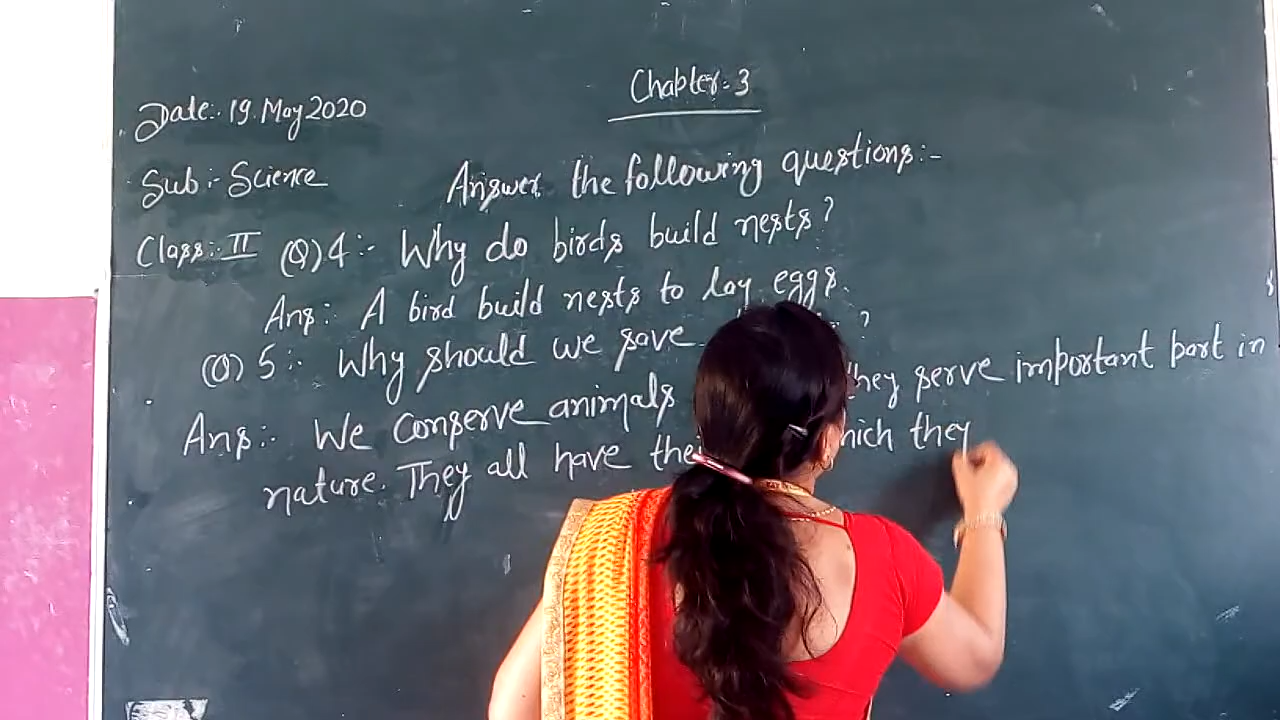 Chapter:3
Date:. 19.May 2020
Sub:- Science
Answer the following questions:-
Class:. II (Q) 4:- Why do birds build nests?
Ans:. A bird build nests to lay eggs.
(Q) 5:. Why should we save ?
Ans:. We conserve animals they serve important part in
nature. They all have which they